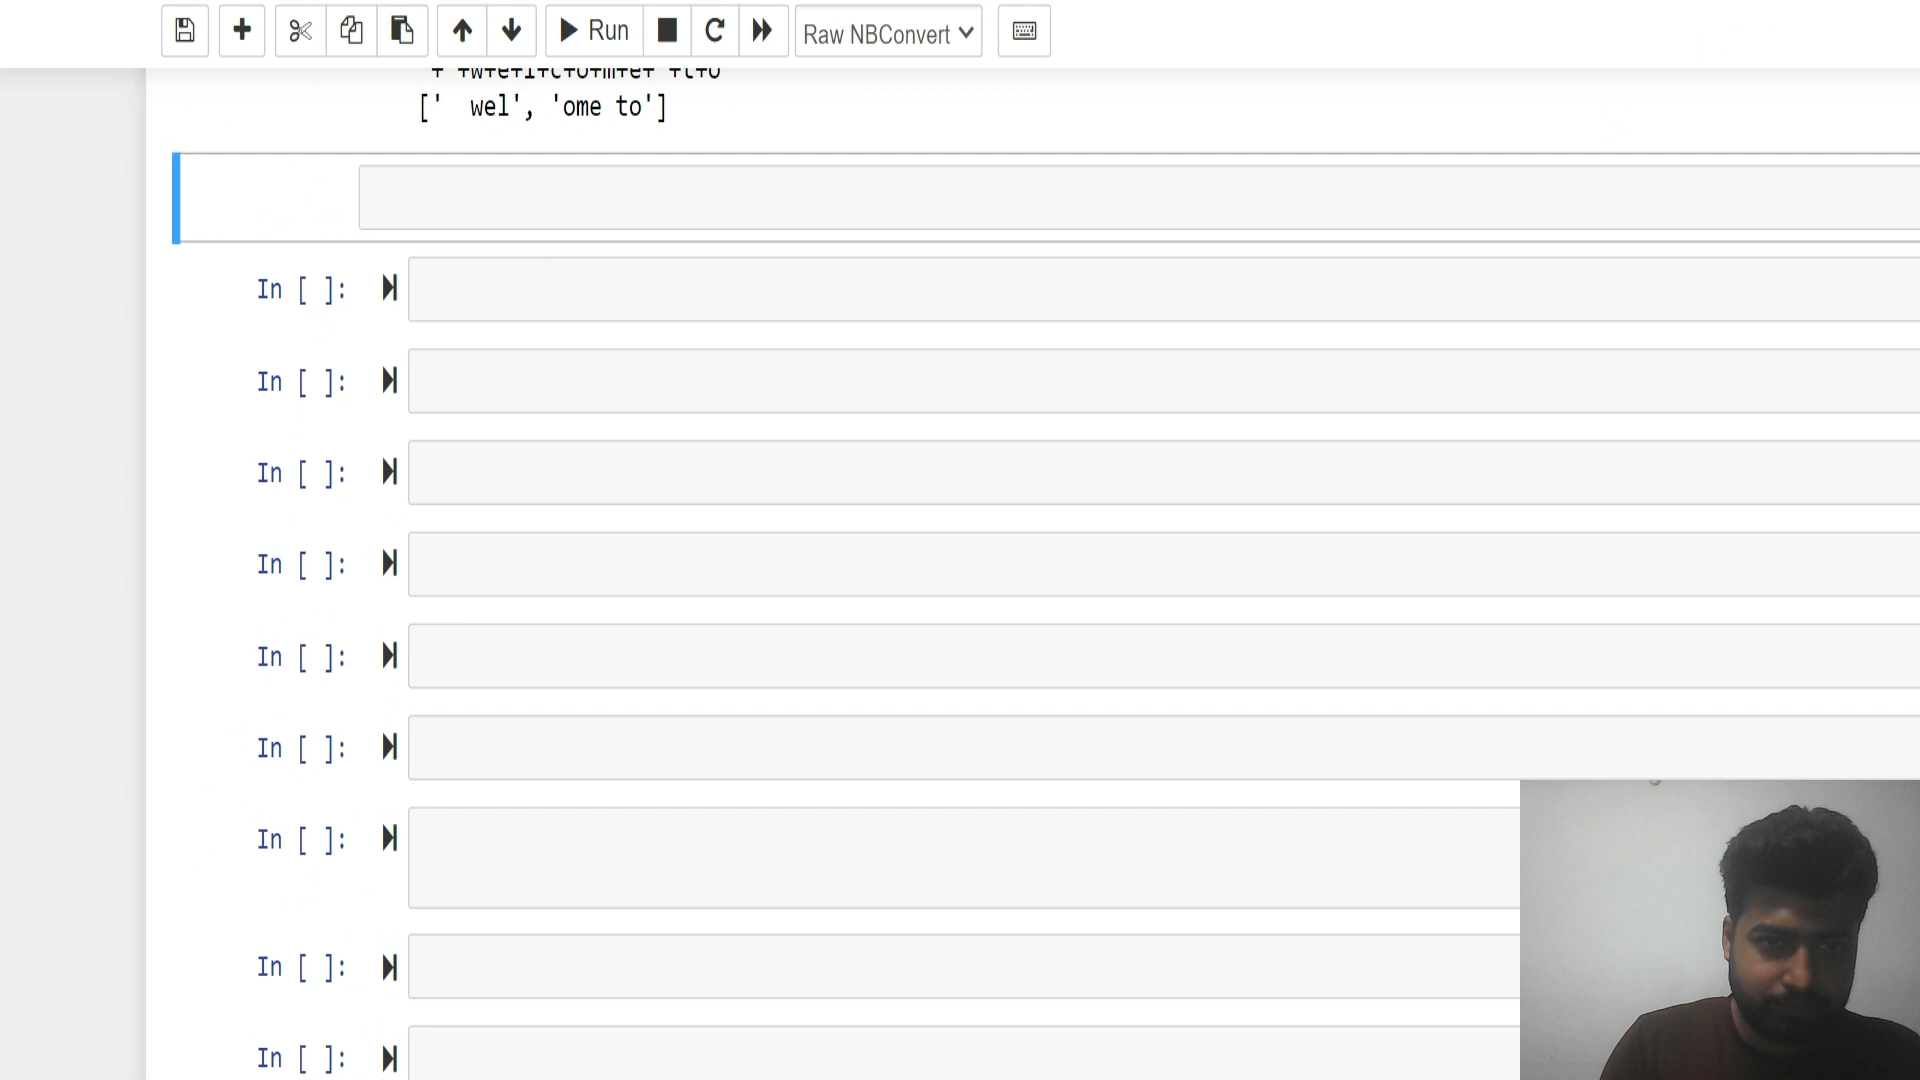 Run
Raw NBConvert
+ +w+e+l+c+o+m+e+ +t+o
['  wel', 'ome to']
In [ ]:
In [ ]:
In [ ]:
In [ ]:
In [ ]:
In [ ]:
In [ ]:
In [ ]:
In [ ]: